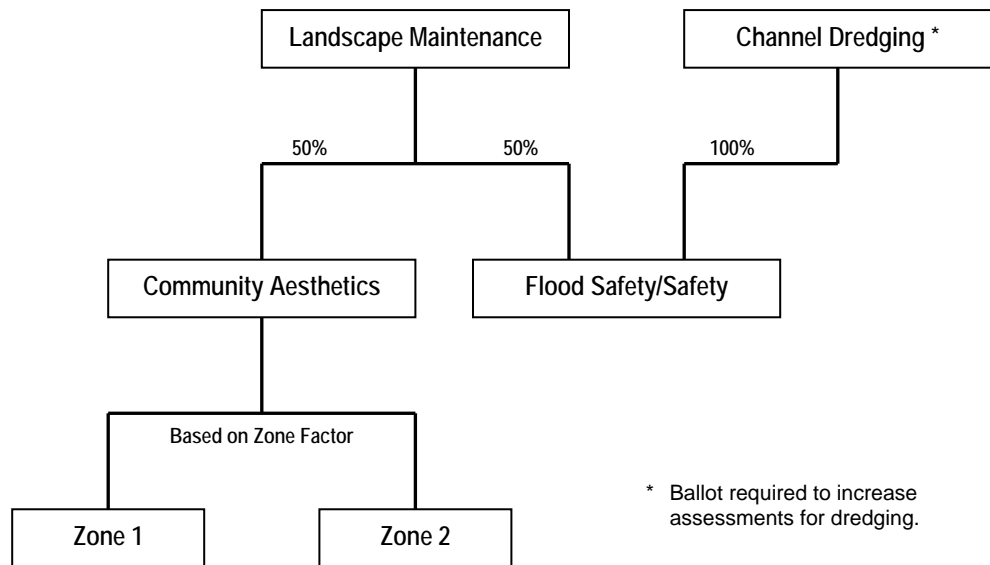 Landscape Maintenance
Channel Dredging *
50%
50%
100%
Community Aesthetics
Flood Safety/Safety
Based on Zone Factor
Zone 1
Zone 2
* Ballot required to increase
assessments for dredging.